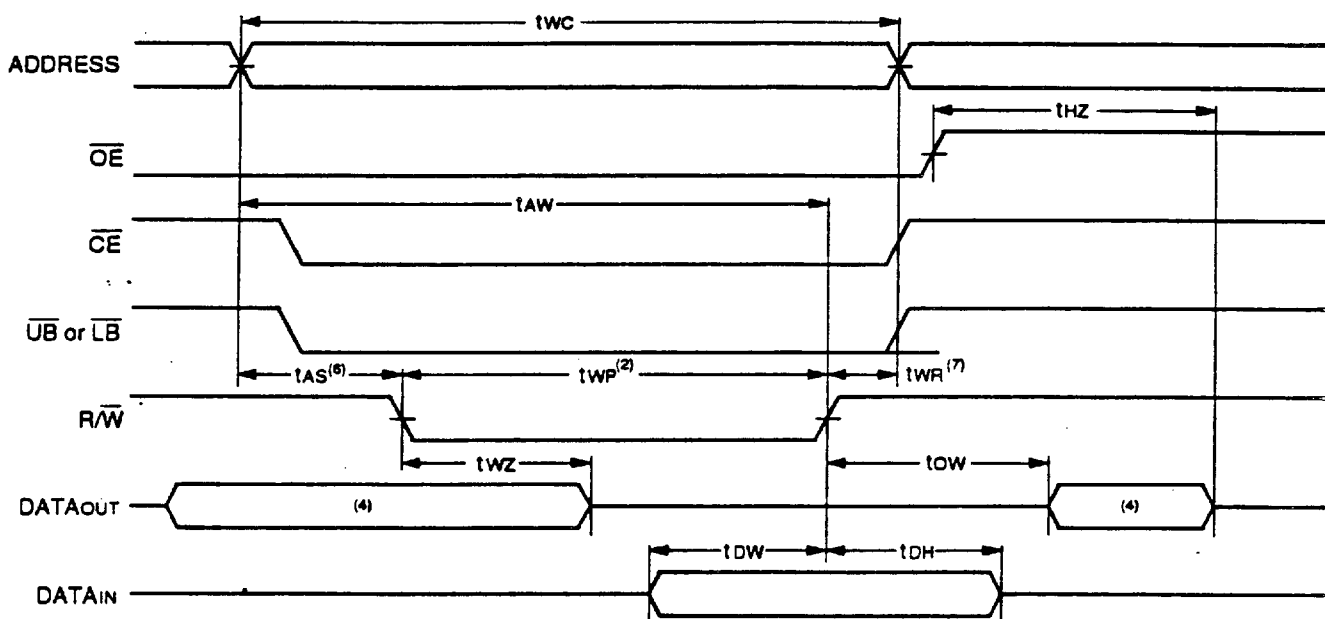 tWC
ADDRESS
tHZ
OE
tAW
CE
UB or LB
tAS(6)
tWP(2)
tWR(7)
R/W
tWZ
tOW
DATAOUT
(4)
(4)
tDW
tDH
DATAIN